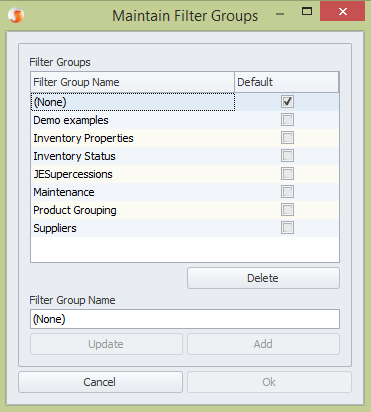 Maintain Filter Groups
Filter Groups
Filter Group Name Default
(None)
Demo examples
Inventory Properties
Inventory Status
JESupercessions
Maintenance
Product Grouping
Suppliers
Delete
Filter Group Name
(None)
Update Add
Cancel Ok